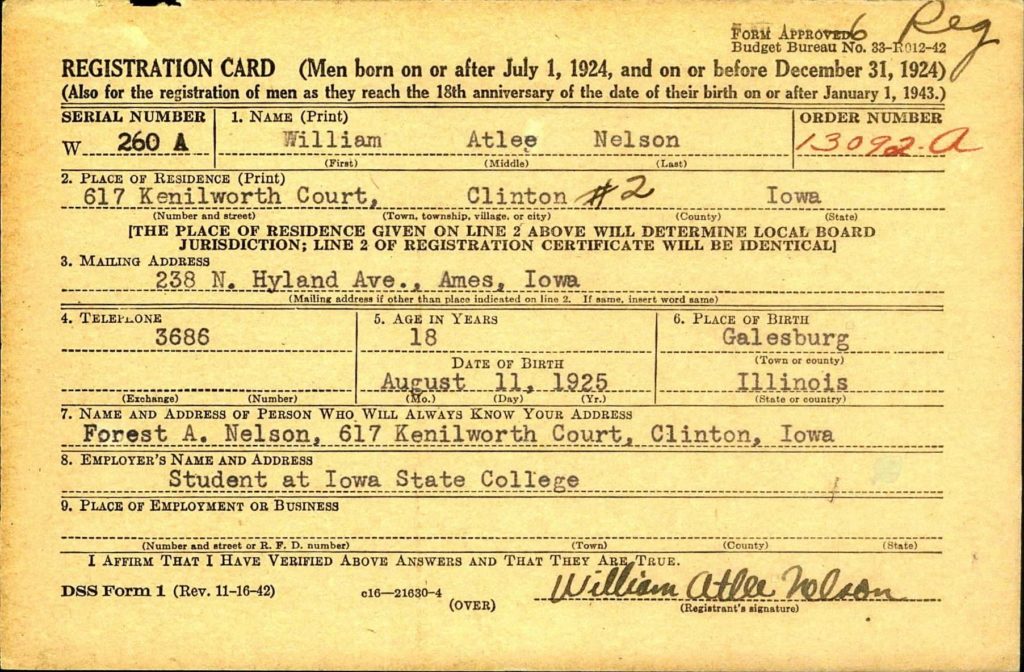 6 Reg
Form Approved
Budget Bureau No. 33-R012-42
REGISTRATION CARD (Men born on or after July 1, 1924, and on or before December 31, 1924)
(Also for the registration of men as they reach the 18th anniversary of the date of their birth on or after January 1, 1943.)
SERIAL NUMBER 1. Name (Print) ORDER NUMBER
W 260 A William Atlee Nelson 13092-A
(First) (Middle) (Last)
2. Place of Residence (Print)
617 Kenilworth Court, Clinton #2 Iowa
(Number and street) (Town, township, village, or city) (County) (State)
[THE PLACE OF RESIDENCE GIVEN ON LINE 2 ABOVE WILL DETERMINE LOCAL BOARD
JURISDICTION; LINE 2 OF REGISTRATION CERTIFICATE WILL BE IDENTICAL]
3. Mailing Address
238 N. Hyland Ave., Ames, Iowa
(Mailing address if other than place indicated on line 2. If same, insert word same)
4. Telephone 5. Age in Years 6. Place of Birth
3686 18 Galesburg
(Town or county)
Date of Birth
August 11, 1925 Illinois
(Exchange) (Number) (Mo.) (Day) (Yr.) (State or country)
7. Name and Address of Person Who Will Always Know Your Address
Forest A. Nelson, 617 Kenilworth Court, Clinton, Iowa
8. Employer's Name and Address
Student at Iowa State College
9. Place of Employment or Business
(Number and street or R. F. D. number) (Town) (County) (State)
I Affirm That I Have Verified Above Answers and That They Are True.
DSS Form 1 (Rev. 11-16-42) c16—21630-4 William Atlee Nelson
(OVER) (Registrant's signature)